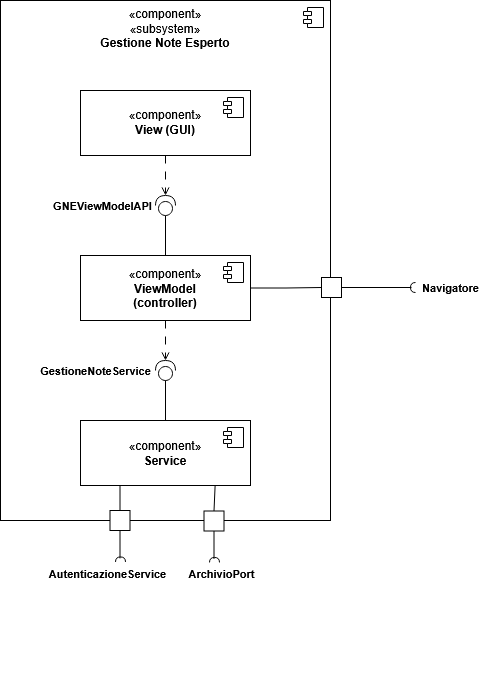 «component»
«subsystem»
Gestione Note Esperto
«component»
View (GUI)
GNEViewModelAPI
«component»
ViewModel
(controller)
Navigatore
GestioneNoteService
«component»
Service
AutenticazioneService
ArchivioPort